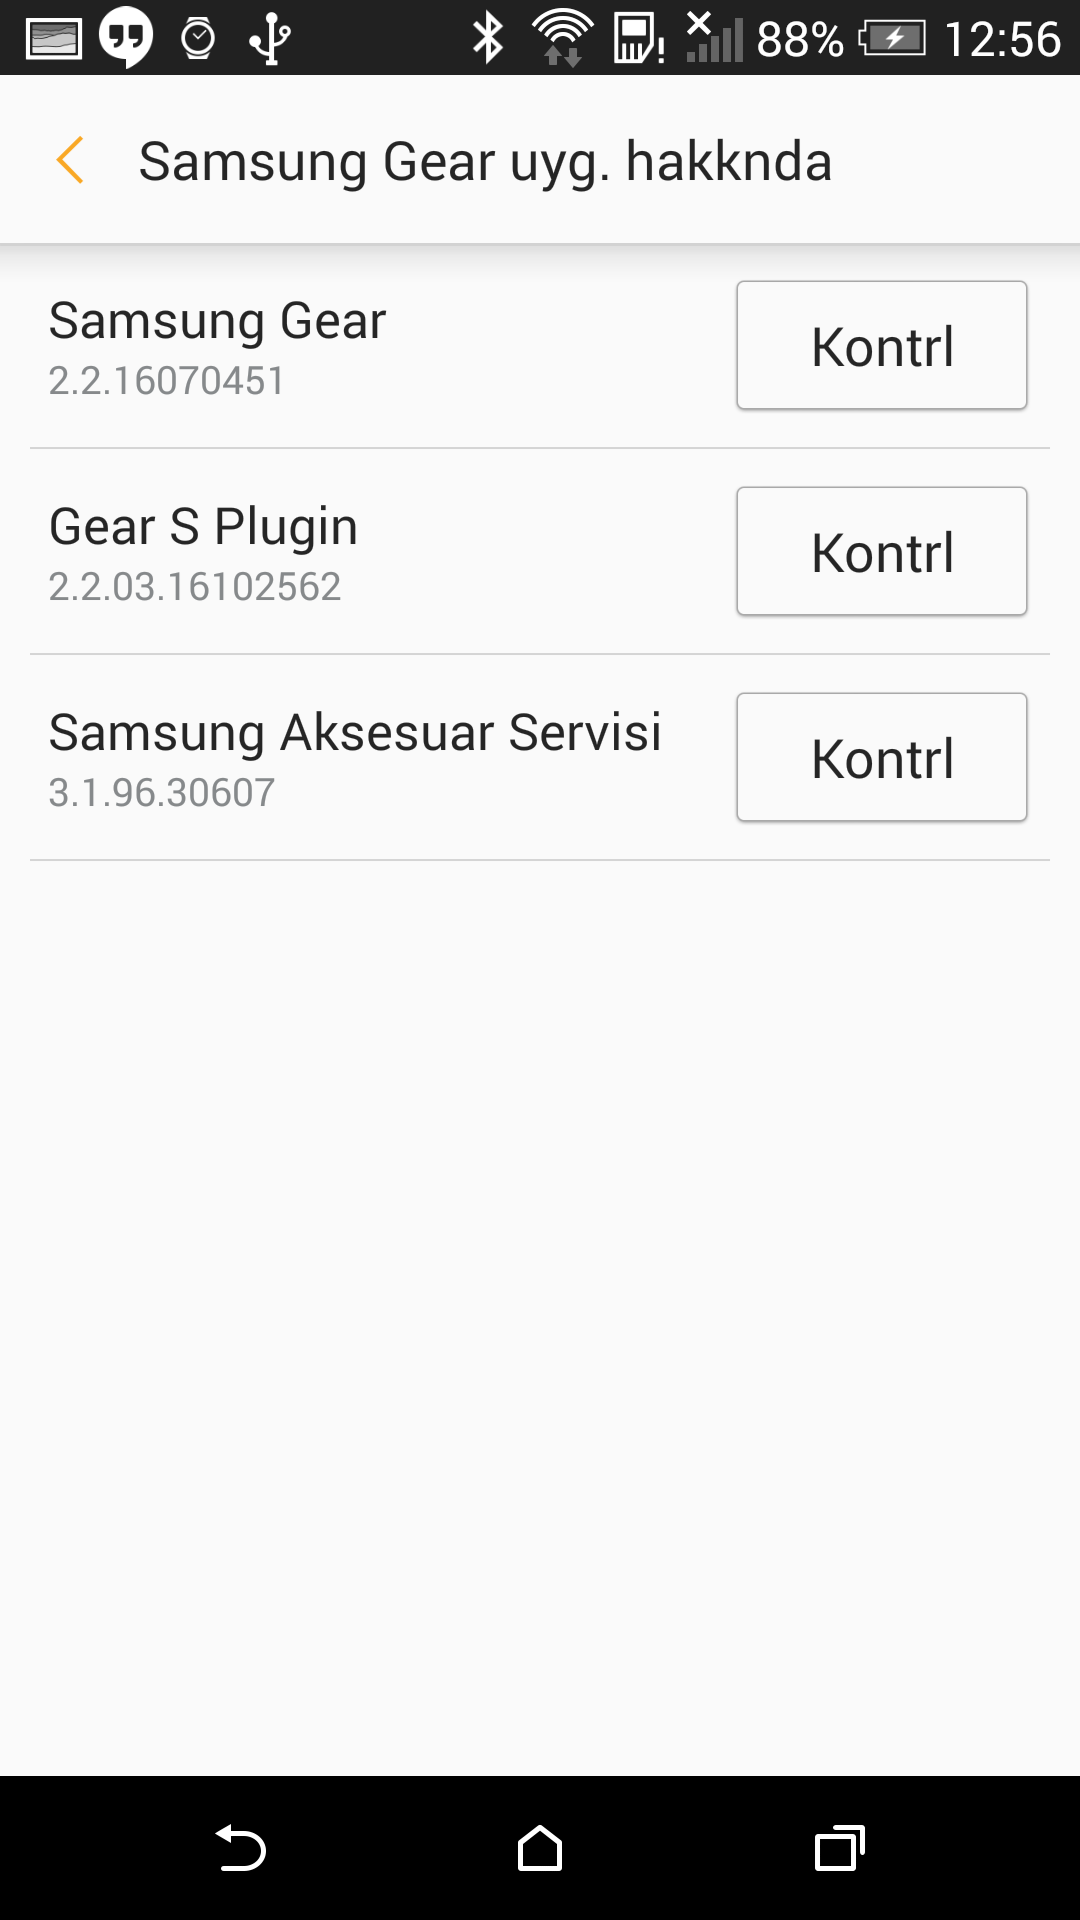 88% 12:56
Samsung Gear uyg. hakknda
Samsung Gear
2.2.16070451
Kontrl
Gear S Plugin
2.2.03.16102562
Kontrl
Samsung Aksesuar Servisi
3.1.96.30607
Kontrl